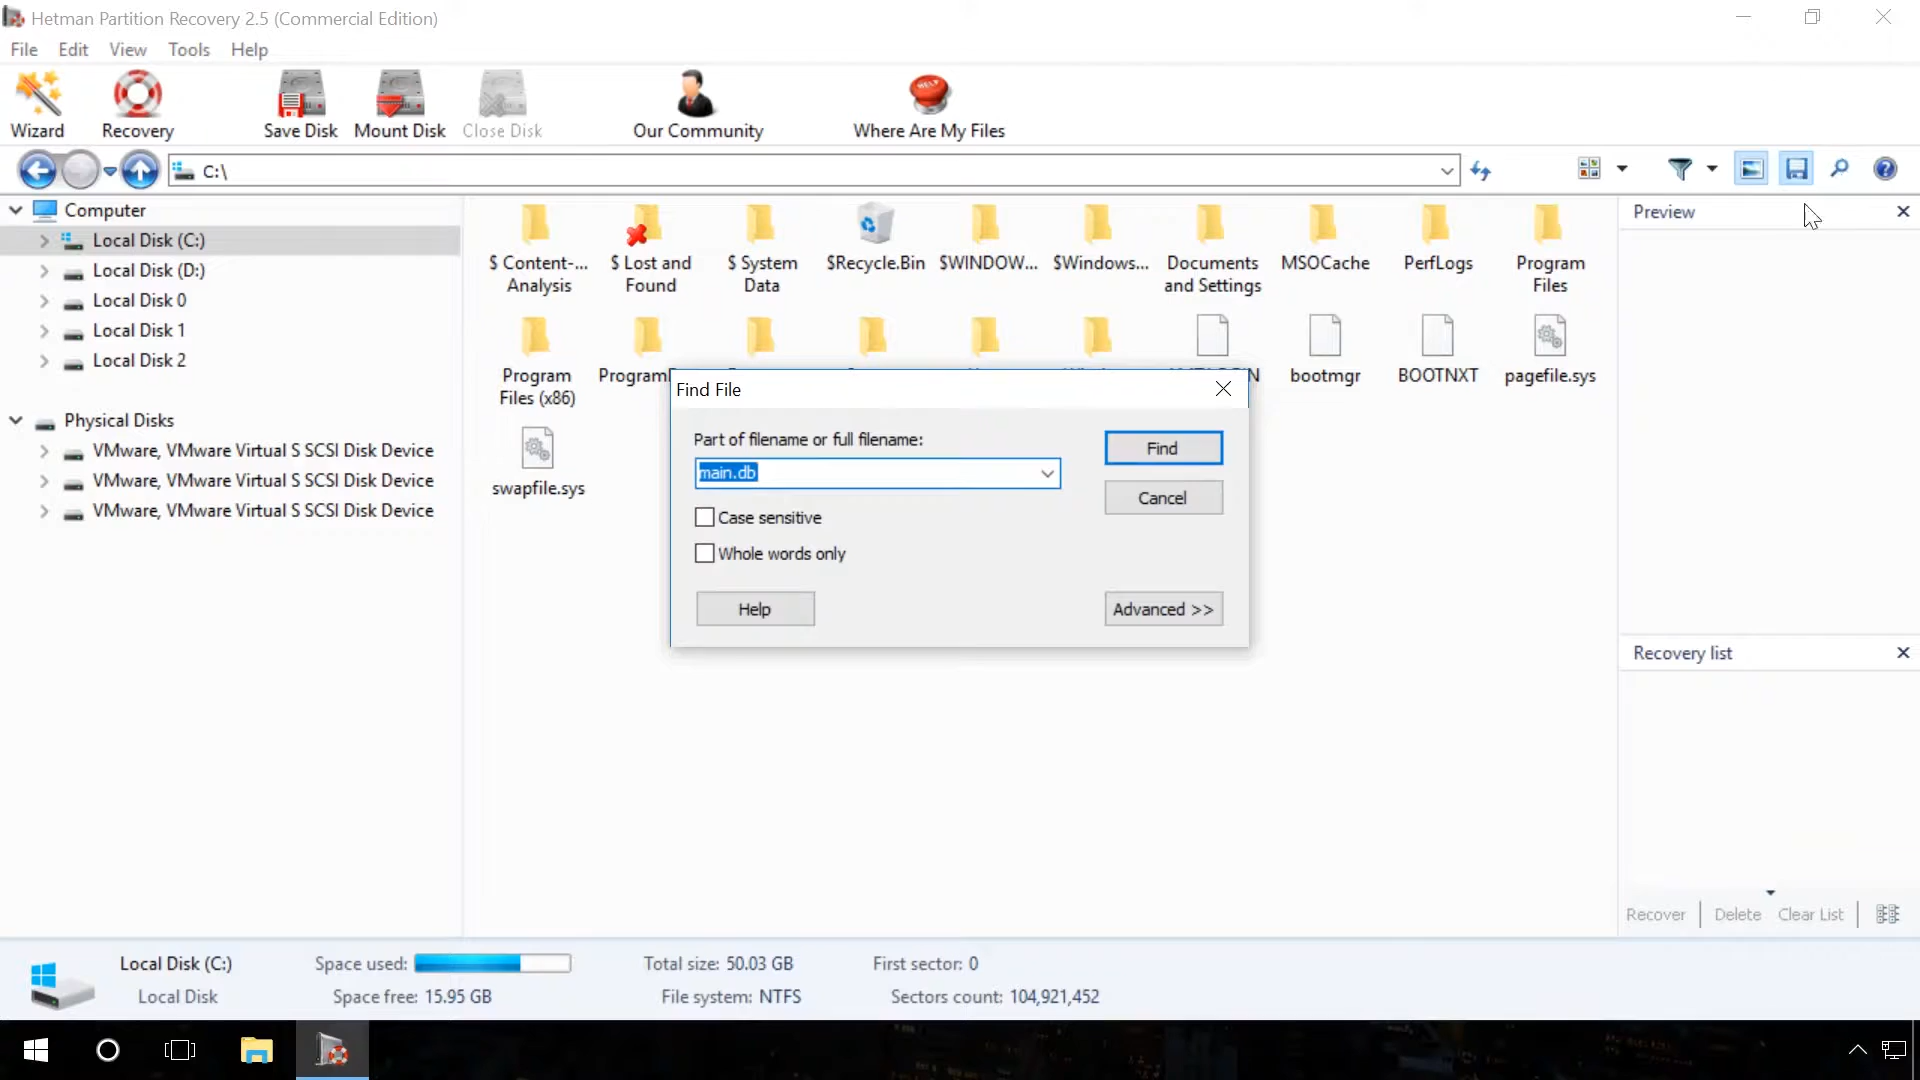 Hetman Partition Recovery 2.5 (Commercial Edition)
File Edit View Tools Help
Wizard Recovery Save Disk Mount Disk Close Disk Our Community Where Are My Files
C:\
Computer
Local Disk (C:)
Local Disk (D:)
Local Disk 0
Local Disk 1
Local Disk 2
Physical Disks
VMware, VMware Virtual S SCSI Disk Device
VMware, VMware Virtual S SCSI Disk Device
VMware, VMware Virtual S SCSI Disk Device
$ Content-... $ Lost and $ System $Recycle.Bin $WINDOW... $Windows... Documents MSOCache PerfLogs Program
Analysis Found Data and Settings Files
Program bootmgr BOOTNXT pagefile.sys
Files (x86)
swapfile.sys
Find File
Part of filename or full filename:
main.db
Case sensitive
Whole words only
Find
Cancel
Help
Advanced >>
Preview
Recovery list
Recover Delete Clear List
Local Disk (C:) Space used: Total size: 50.03 GB First sector: 0
Local Disk Space free: 15.95 GB File system: NTFS Sectors count: 104,921,452